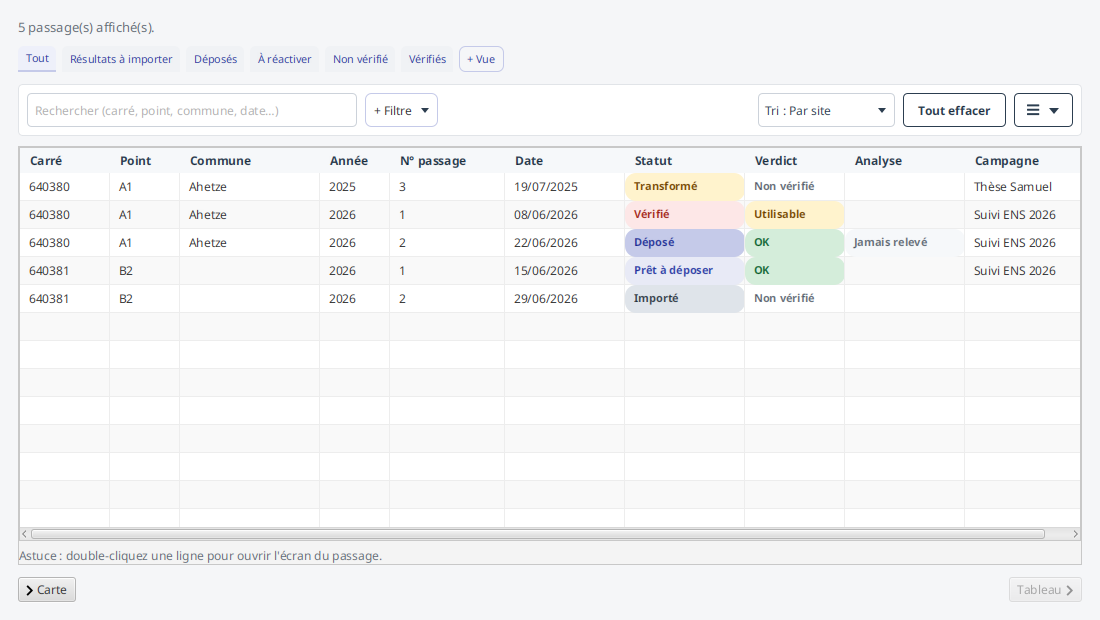 5 passage(s) affiché(s).
Tout Résultats à importer Déposés À réactiver Non vérifié Vérifiés + Vue
Rechercher (carré, point, commune, date...) + Filtre Tri : Par site Tout effacer
Carré Point Commune Année N° passage Date Statut Verdict Analyse Campagne
640380 A1 Ahetze 2025 3 19/07/2025 Transformé Non vérifié Thèse Samuel
640380 A1 Ahetze 2026 1 08/06/2026 Vérifié Utilisable Suivi ENS 2026
640380 A1 Ahetze 2026 2 22/06/2026 Déposé OK Jamais relevé Suivi ENS 2026
640381 B2 2026 1 15/06/2026 Prêt à déposer OK Suivi ENS 2026
640381 B2 2026 2 29/06/2026 Importé Non vérifié
Astuce : double-cliquez une ligne pour ouvrir l'écran du passage.
Carte Tableau